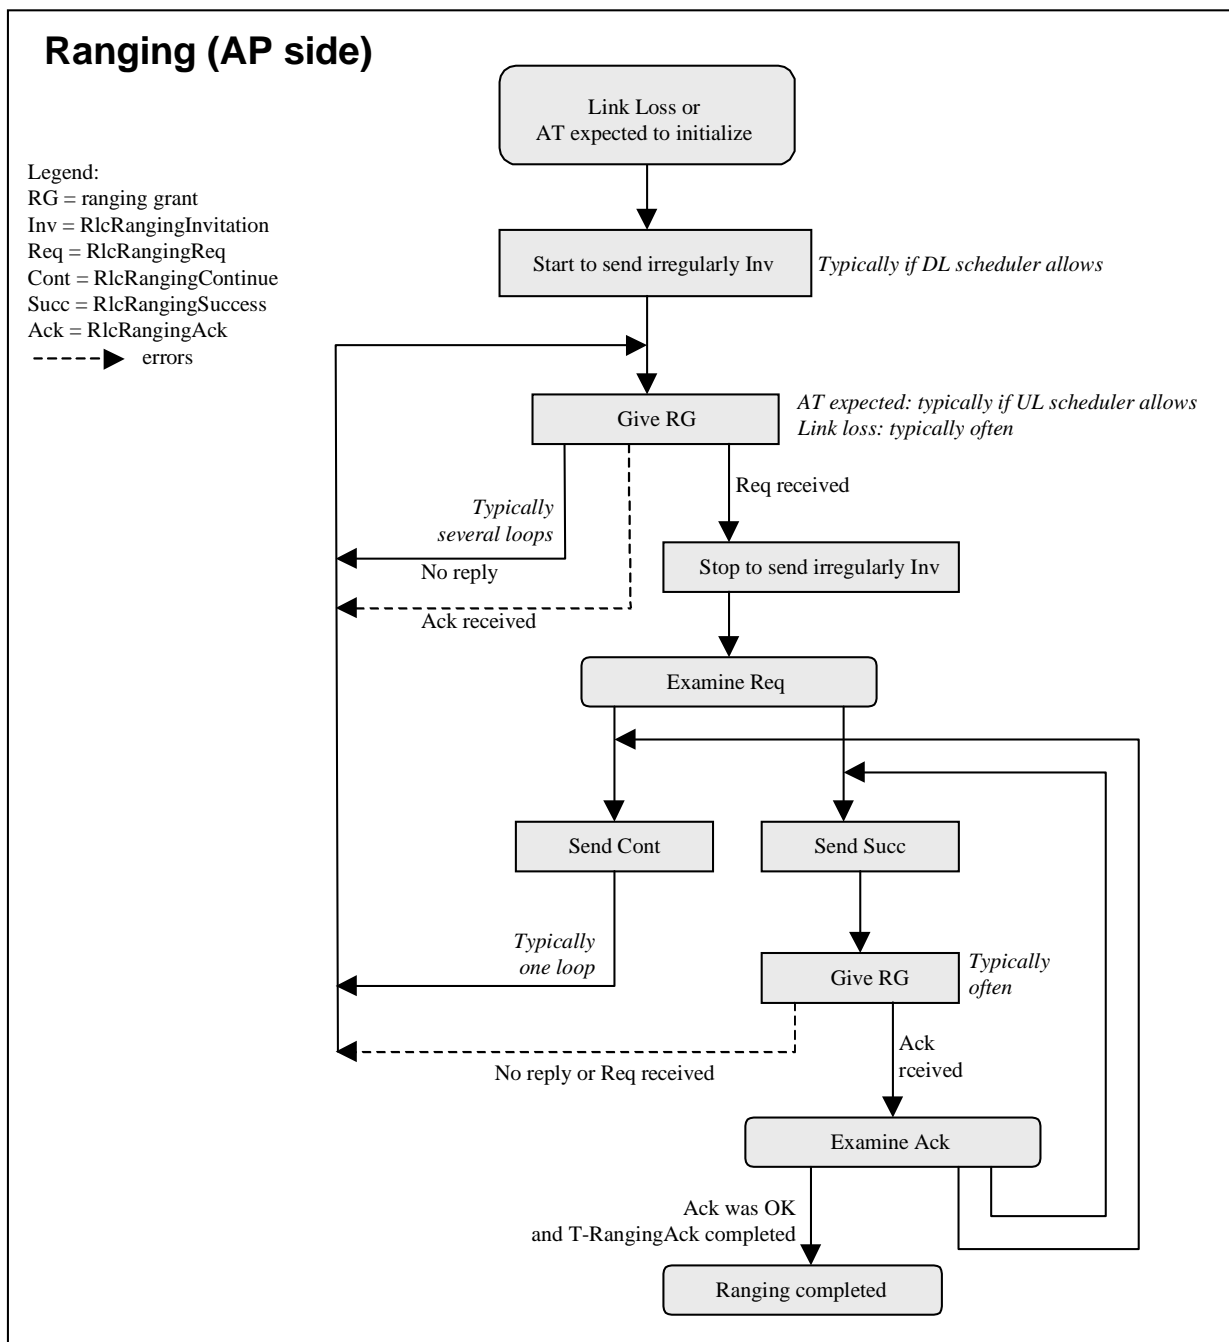 Ranging (AP side)
Link Loss or
AT expected to initialize
Legend:
RG = ranging grant
Inv = RlcRangingInvitation
Req = RlcRangingReq
Cont = RlcRangingContinue
Succ = RlcRangingSuccess
Ack = RlcRangingAck
errors
Start to send irregularly Inv
Typically if DL scheduler allows
Give RG
AT expected: typically if UL scheduler allows
Link loss: typically often
Req received
Typically
several loops
No reply
Stop to send irregularly Inv
Ack received
Examine Req
Send Cont
Send Succ
Typically
one loop
Give RG
Typically
often
No reply or Req received
Ack
rceived
Examine Ack
Ack was OK
and T-RangingAck completed
Ranging completed